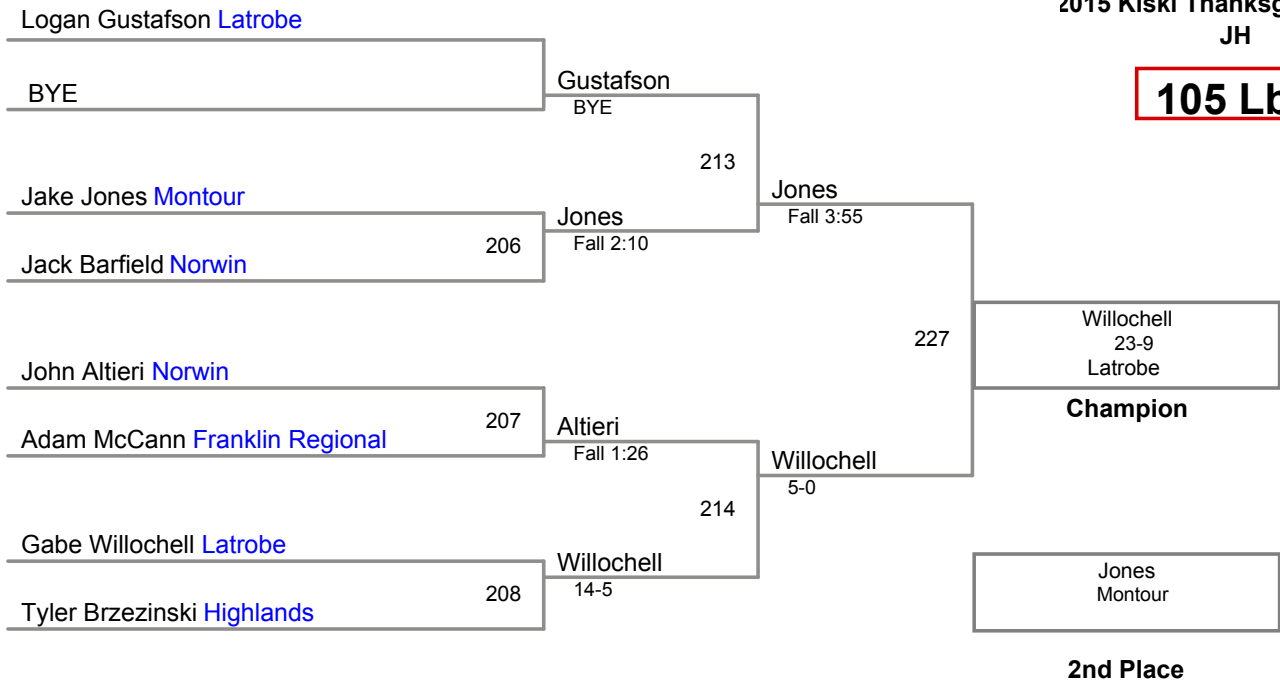 Logan Gustafson Latrobe
2015 Kiski
JH
BYE
Gustafson
BYE
105
213
Jake Jones Montour
Jones
Fall 2:10
206
Jack Barfield Norwin
Jones
Fall 3:55
227
Willochell
23-9
Latrobe
Champion
John Altieri Norwin
207
Adam McCann Franklin Regional
Altieri
Fall 1:26
Willochell
5-0
214
Gabe Willochell Latrobe
Willochell
14-5
208
Tyler Brzezinski Highlands
Jones
Montour
2nd Place